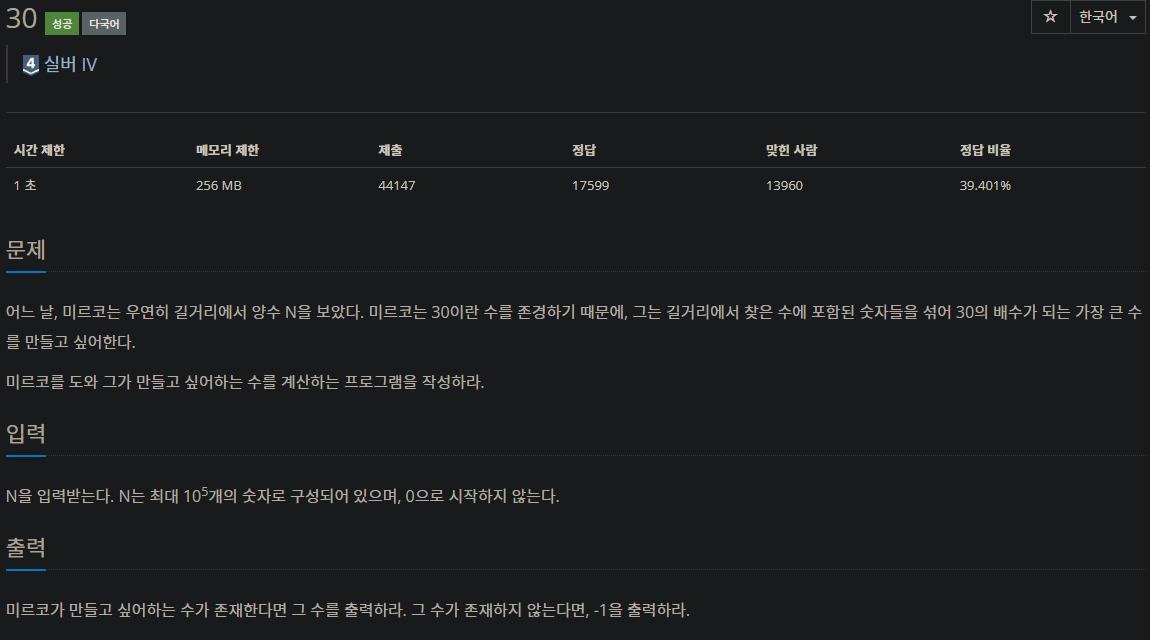 30 성공 다국어
☆ 한국어
4 실버 IV
시간 제한 메모리 제한 제출 정답 맞힌 사람 정답 비율
1 초 256 MB 44147 17599 13960 39.401%
문제
어느 날, 미르코는 우연히 길거리에서 양수 N을 보았다. 미르코는 30이란 수를 존경하기 때문에, 그는 길거리에서 찾은 수에 포함된 숫자들을 섞어 30의 배수가 되는 가장 큰 수
를 만들고 싶어한다.
미르코를 도와 그가 만들고 싶어하는 수를 계산하는 프로그램을 작성하라.
입력
N을 입력받는다. N는 최대 10⁵개의 숫자로 구성되어 있으며, 0으로 시작하지 않는다.
출력
미르코가 만들고 싶어하는 수가 존재한다면 그 수를 출력하라. 그 수가 존재하지 않는다면, -1을 출력하라.